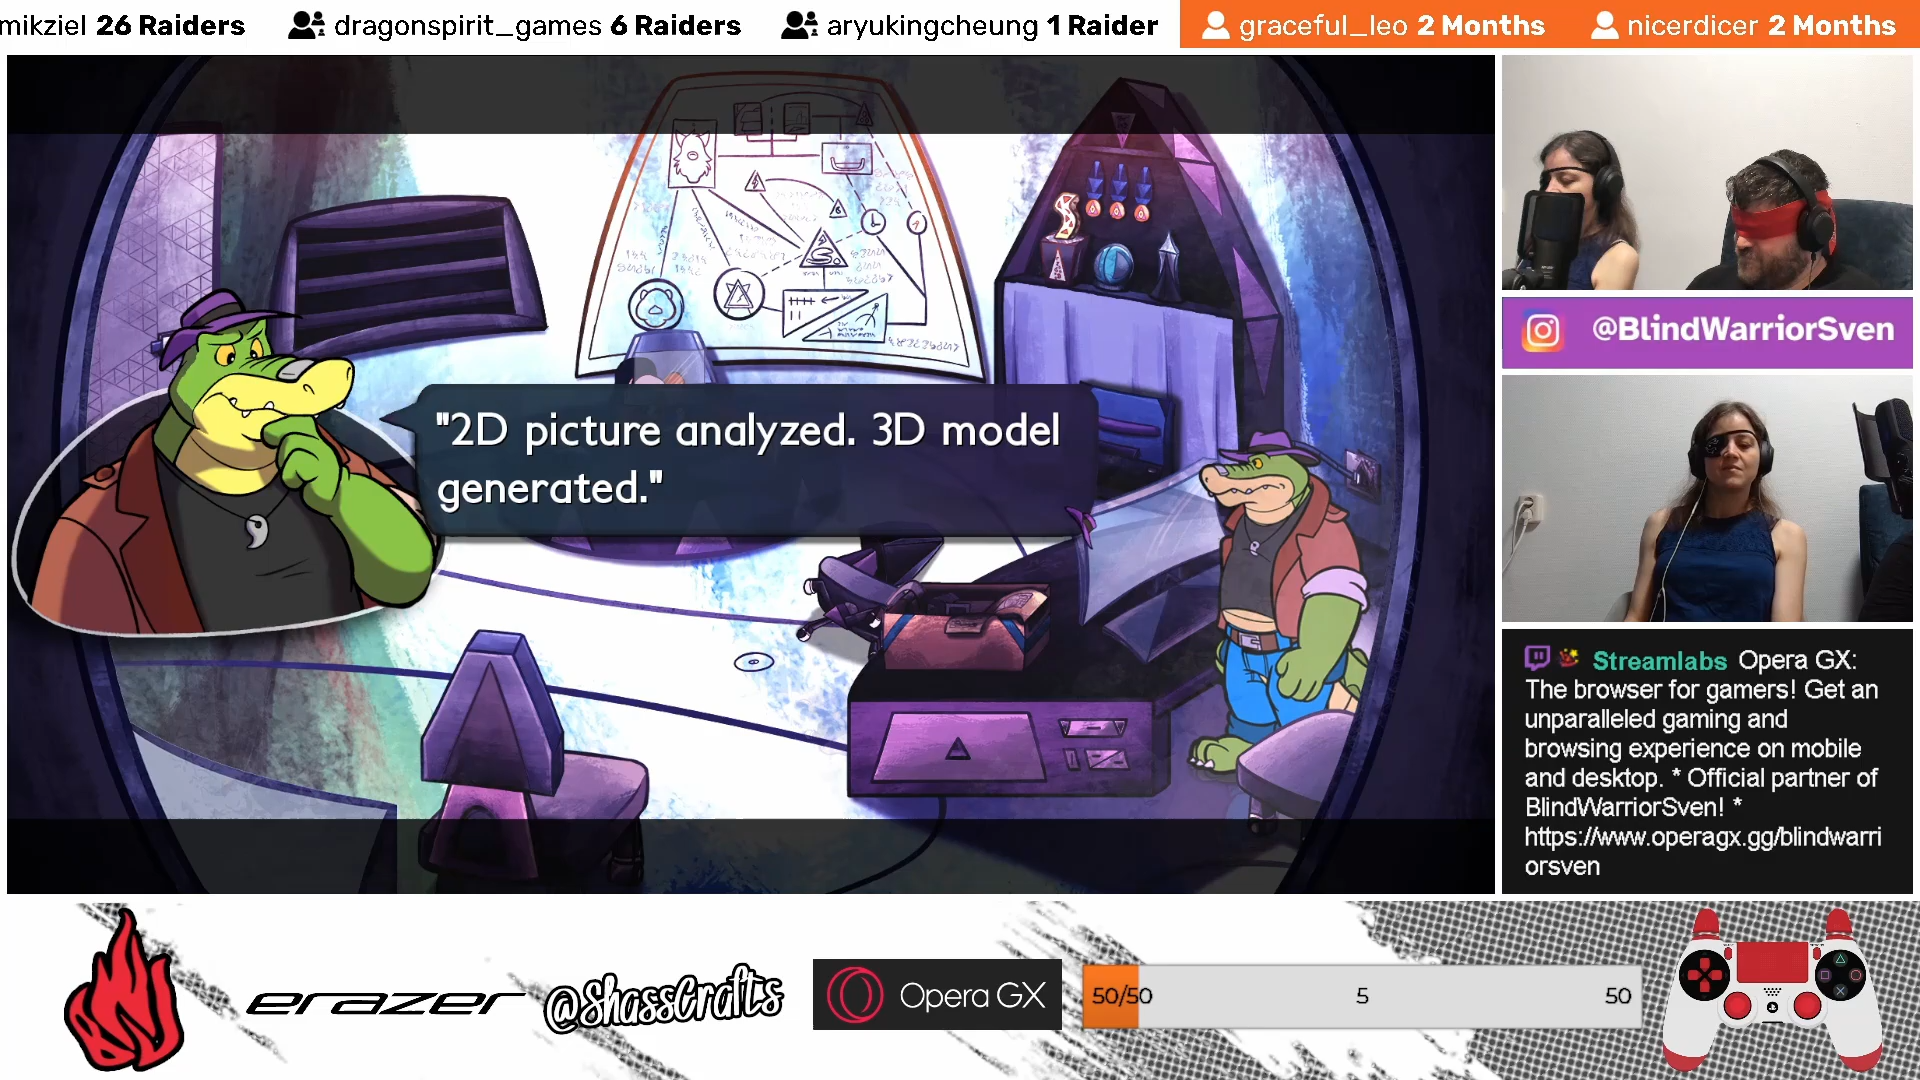 mikziel 26 Raiders dragonspirit_games 6 Raiders aryukingcheung 1 Raider graceful_leo 2 Months nicerdicer 2 Months
"2D picture analyzed. 3D model
generated."
@BlindWarriorSven
Streamlabs Opera GX:
The browser for gamers! Get an
unparalleled gaming and
browsing experience on mobile
and desktop. * Official partner of
BlindWarriorSven! *
https://www.operagx.gg/blindwarri
orsven
erazer @ShassCrafts Opera GX 50/50 5 50